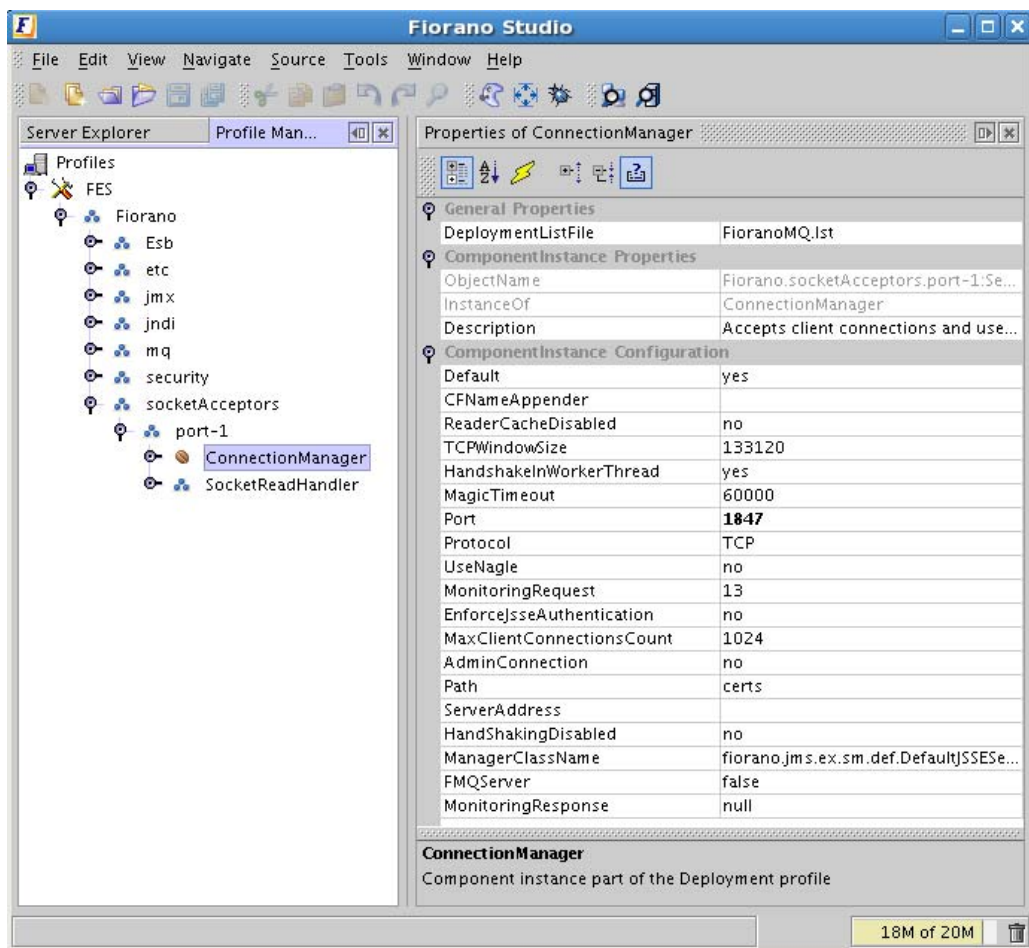 Fiorano Studio
File Edit View Navigate Source Tools Window Help
Server Explorer
Profile Man...
Profiles
FES
Fiorano
Esb
etc
jmx
jndi
mq
security
socketAcceptors
port-1
ConnectionManager
SocketReadHandler
Properties of ConnectionManager
General Properties
DeploymentListFile FioranoMQ.lst
ComponentInstance Properties
ObjectName Fiorano.socketAcceptors.port-1:Se...
InstanceOf ConnectionManager
Description Accepts client connections and use...
ComponentInstance Configuration
Default yes
CFNameAppender
ReaderCacheDisabled no
TCPWindowSize 133120
HandshakeInWorkerThread yes
MagicTimeout 60000
Port 1847
Protocol TCP
UseNagle no
MonitoringRequest 13
EnforceJsseAuthentication no
MaxClientConnectionsCount 1024
AdminConnection no
Path certs
ServerAddress
HandShakingDisabled no
ManagerClassName fiorano.jms.ex.sm.def.DefaultJSSESe...
FMQServer false
MonitoringResponse null
ConnectionManager
Component instance part of the Deployment profile
18M of 20M